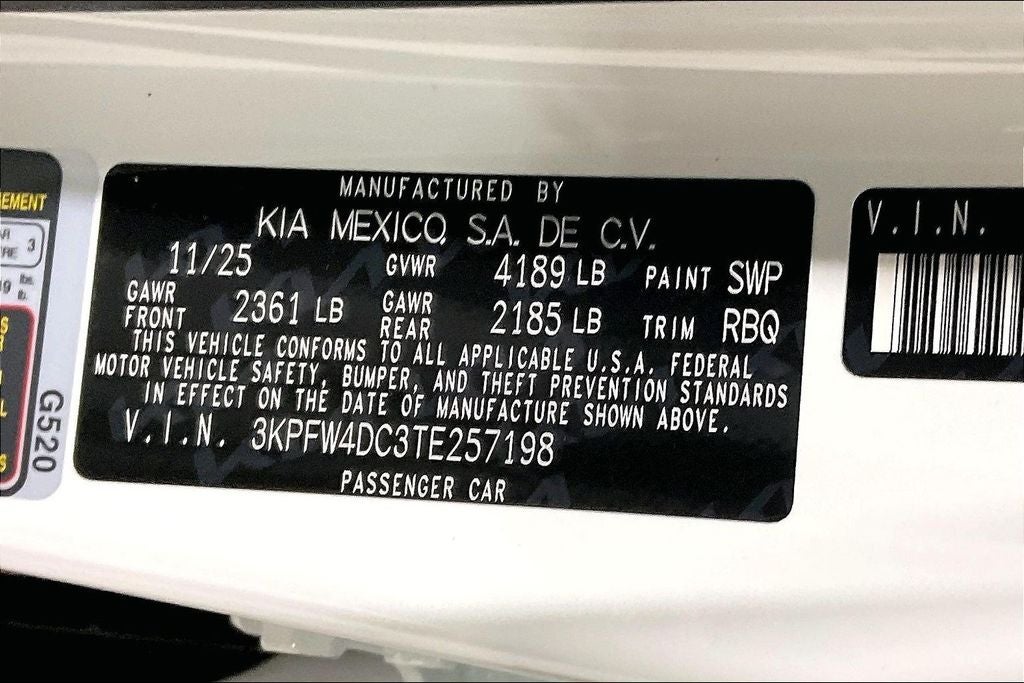 MANUFACTURED BY
KIA MEXICO, S.A. DE C.V.
11/25 GVWR 4189 LB PAINT SWP
GAWR FRONT 2361 LB GAWR REAR 2185 LB TRIM RBQ
THIS VEHICLE CONFORMS TO ALL APPLICABLE U.S.A. FEDERAL
MOTOR VEHICLE SAFETY, BUMPER, AND THEFT PREVENTION STANDARDS
IN EFFECT ON THE DATE OF MANUFACTURE SHOWN ABOVE.
V.I.N. 3KPFW4DC3TE257198
PASSENGER CAR
V.I.N.
G520
3